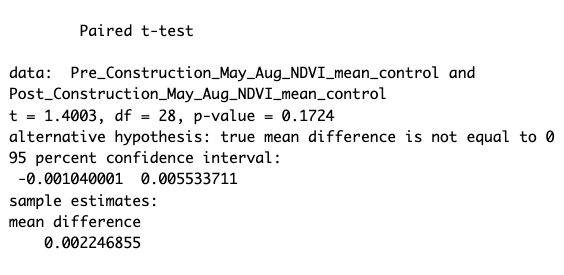 Paired t-test
data:  Pre_Construction_May_Aug_NDVI_mean_control and
Post_Construction_May_Aug_NDVI_mean_control
t = 1.4003, df = 28, p-value = 0.1724
alternative hypothesis: true mean difference is not equal to 0
95 percent confidence interval:
-0.001040001  0.005533711
sample estimates:
mean difference
0.002246855